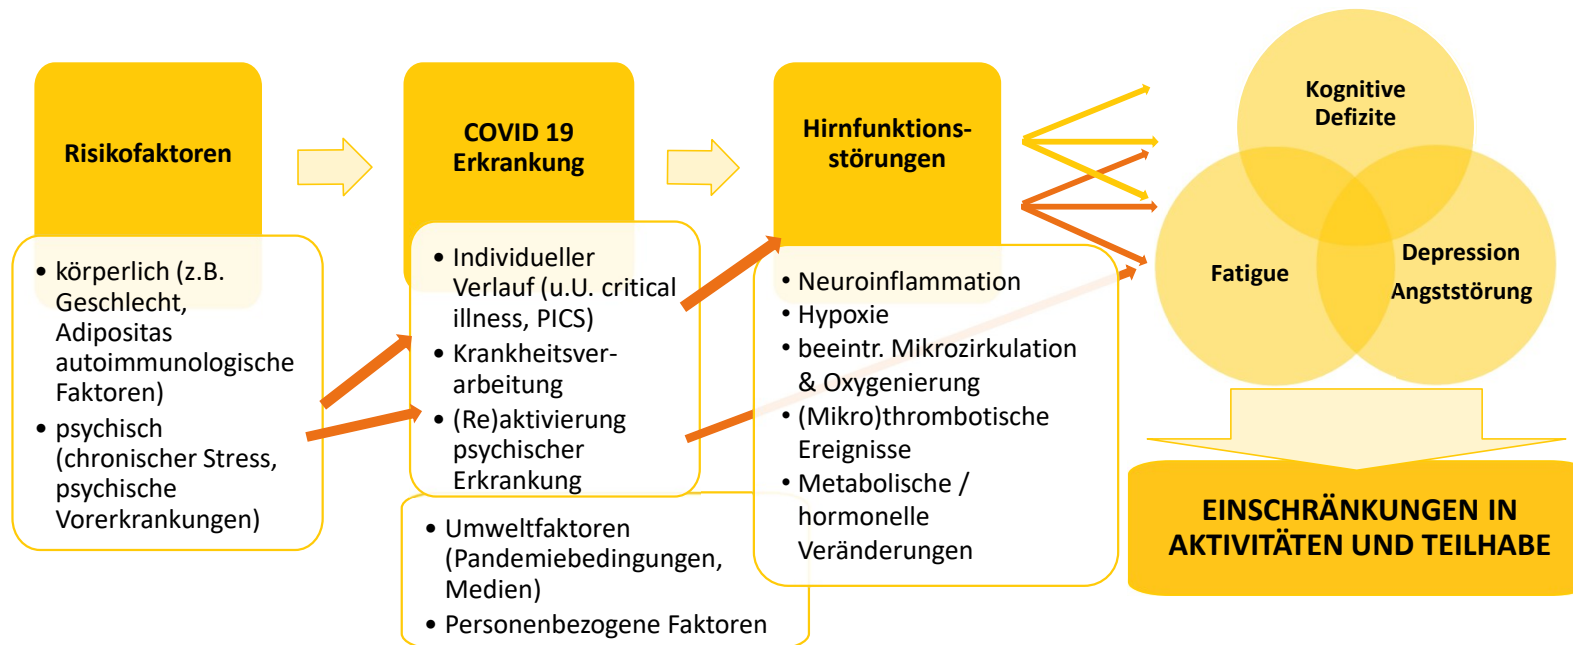 Risikofaktoren
• körperlich (z.B.
Geschlecht,
Adipositas
autoimmunologische
Faktoren)
• psychisch
(chronischer Stress,
psychische
Vorerkrankungen)
COVID 19
Erkrankung
• Individueller
Verlauf (u.U. critical
illness, PICS)
• Krankheitsver-
arbeitung
• (Re)aktivierung
psychischer
Erkrankung
• Umweltfaktoren
(Pandemiebedingungen,
Medien)
• Personenbezogene Faktoren
Hirnfunktions-
störungen
• Neuroinflammation
• Hypoxie
• beeintr. Mikrozirkulation
& Oxygenierung
• (Mikro)thrombotische
Ereignisse
• Metabolische /
hormonelle
Veränderungen
Kognitive
Defizite
Fatigue
Depression
Angststörung
EINSCHRÄNKUNGEN IN
AKTIVITÄTEN UND TEILHABE